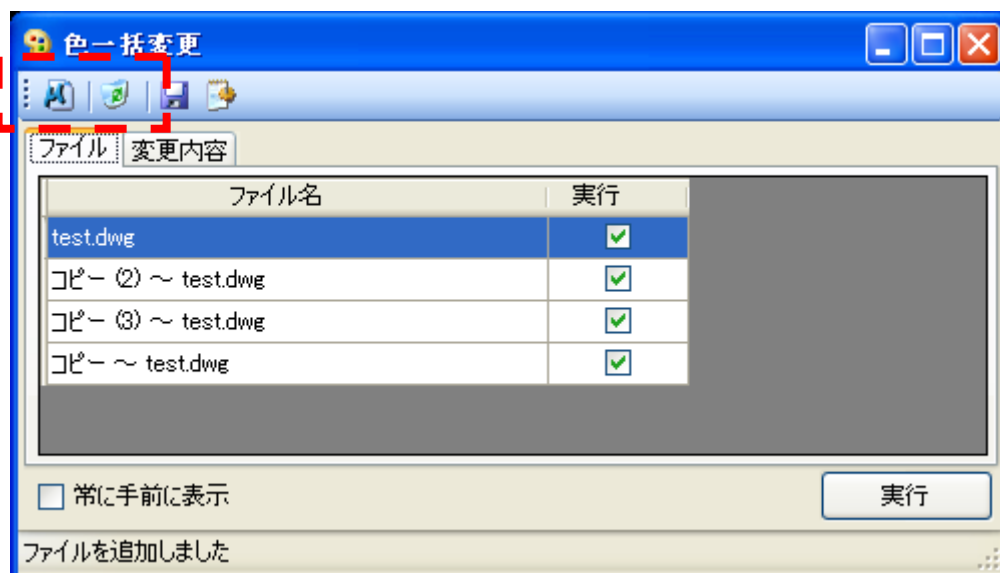 色一括変更
ファイル 変更内容
ファイル名 実行
test.dwg
コピー (2) ～ test.dwg
コピー (3) ～ test.dwg
コピー ～ test.dwg
常に手前に表示 実行
ファイルを追加しました